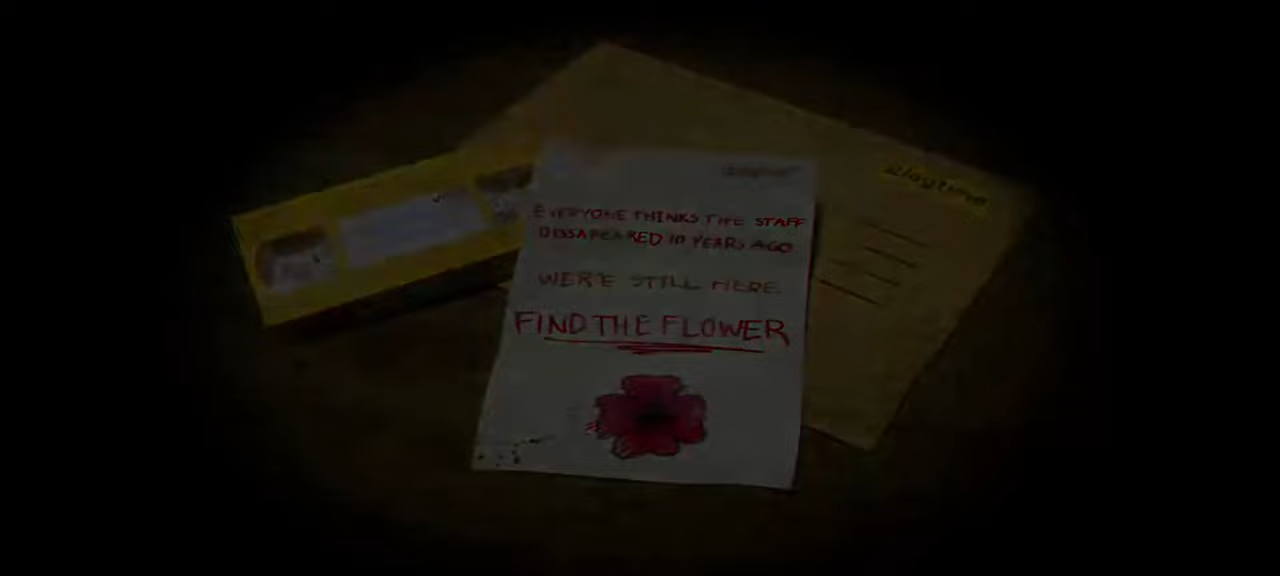 Playtime
EVERYONE THINKS THE STAFF
DISSAPEARED 10 YEARS AGO
WE'RE STILL HERE.
FIND THE FLOWER